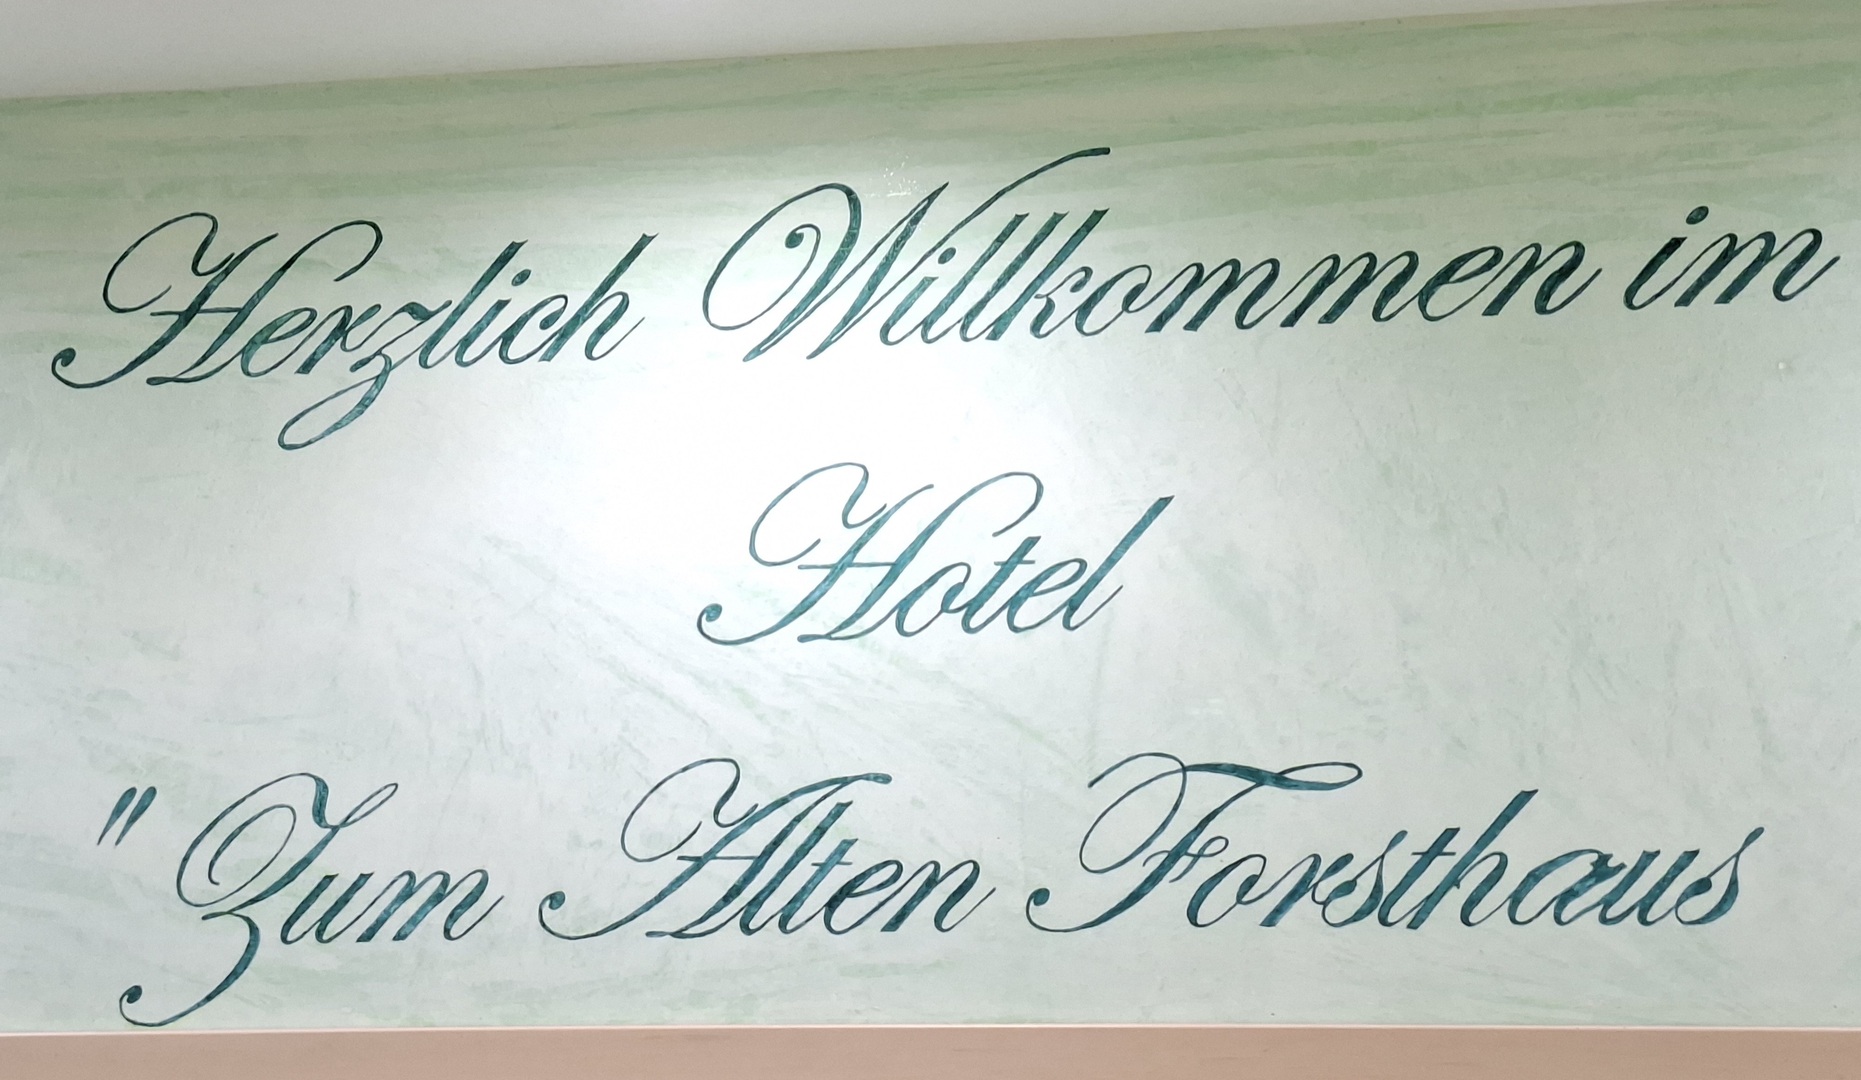 Herzlich Willkommen im
Hotel
"Zum Alten Forsthaus